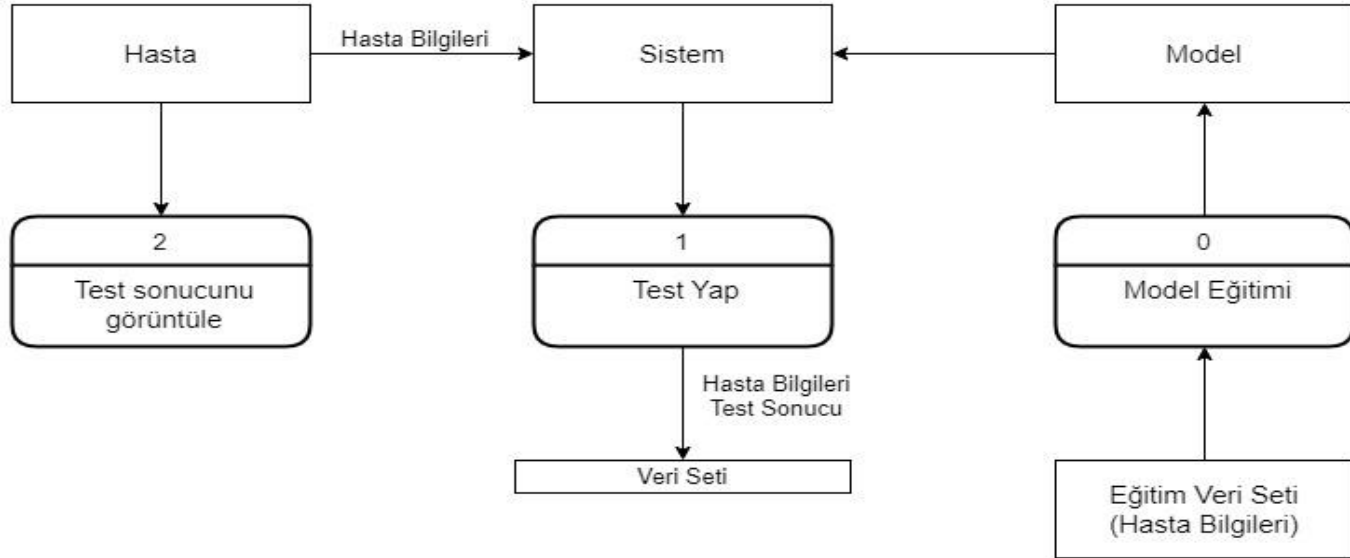 Hasta
Hasta Bilgileri
Sistem
Model
2
Test sonucunu
görüntüle
1
Test Yap
0
Model Eğitimi
Hasta Bilgileri
Test Sonucu
Veri Seti
Eğitim Veri Seti
(Hasta Bilgileri)